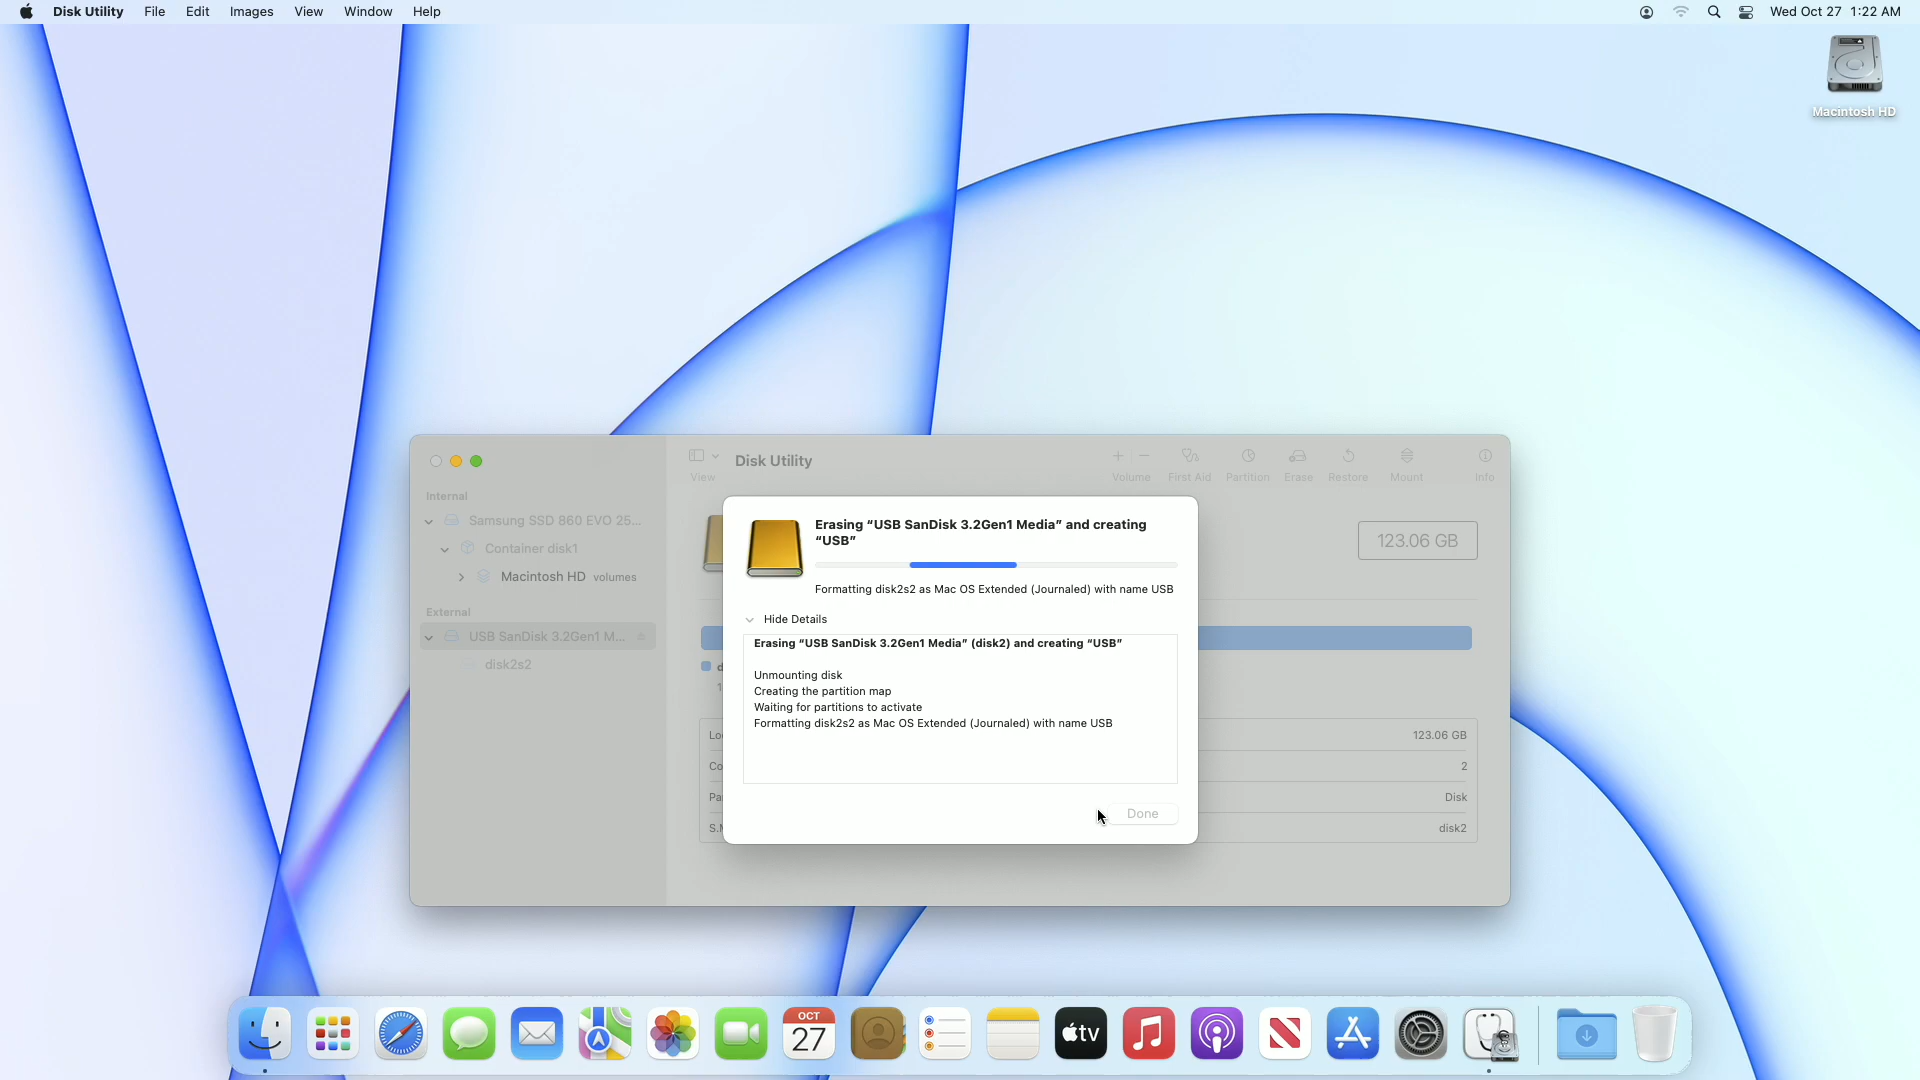 Disk Utility File Edit Images View Window Help
Wed Oct 27 1:22 AM
Macintosh HD
Disk Utility
View
Volume First Aid Partition Erase Restore Mount Info
Internal
Samsung SSD 860 EVO 25...
Container disk1
Macintosh HD volumes
External
USB SanDisk 3.2Gen1 M...
disk2s2
123.06 GB
Erasing “USB SanDisk 3.2Gen1 Media” and creating
“USB”
Formatting disk2s2 as Mac OS Extended (Journaled) with name USB
Hide Details
Erasing “USB SanDisk 3.2Gen1 Media” (disk2) and creating “USB”
Unmounting disk
Creating the partition map
Waiting for partitions to activate
Formatting disk2s2 as Mac OS Extended (Journaled) with name USB
Done
123.06 GB
2
Disk
disk2
OCT
27
tv